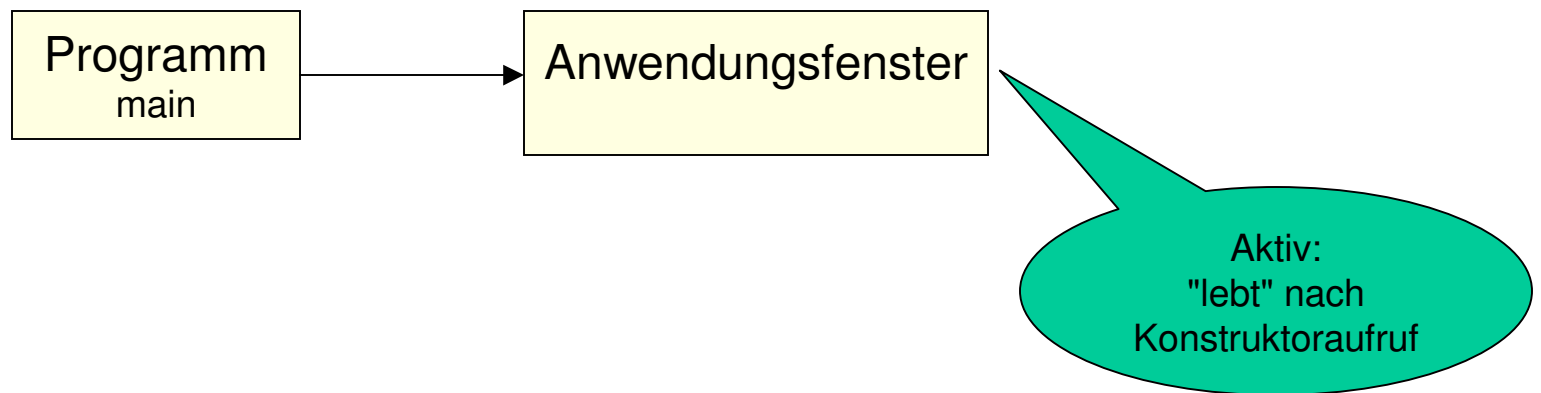 Programm
main
Anwendungsfenster
Aktiv:
"lebt" nach
Konstruktoraufruf